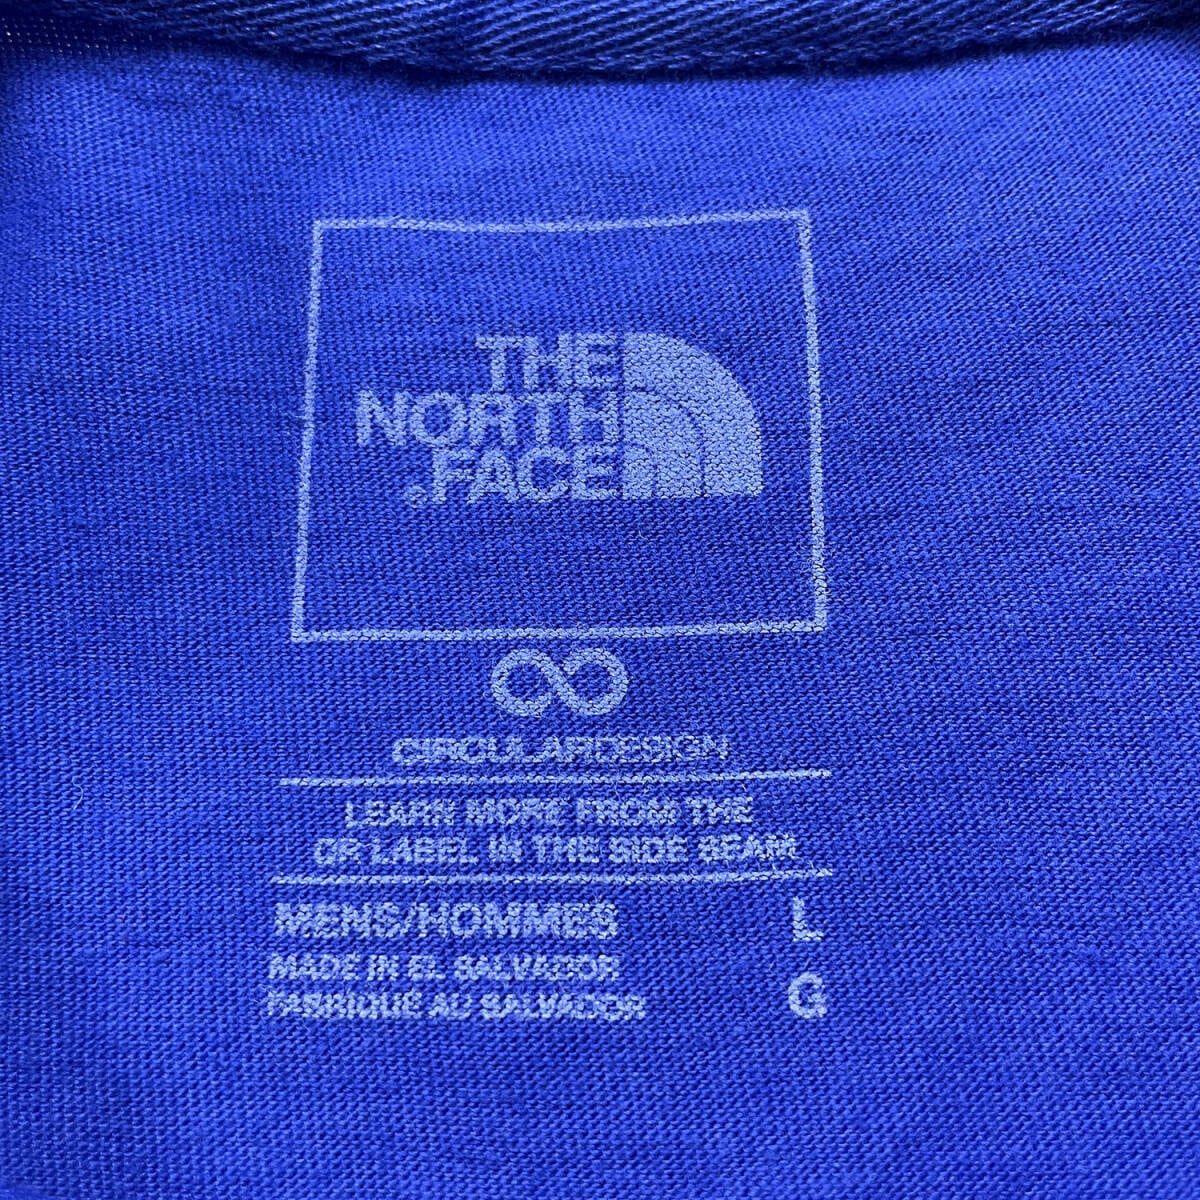 THE
NORTH
FACE®
CIRCULARDESIGN
LEARN MORE FROM THE
QR LABEL IN THE SIDE SEAM
MENS/HOMMES L
MADE IN EL SALVADOR
FABRIQUÉ AU SALVADOR G